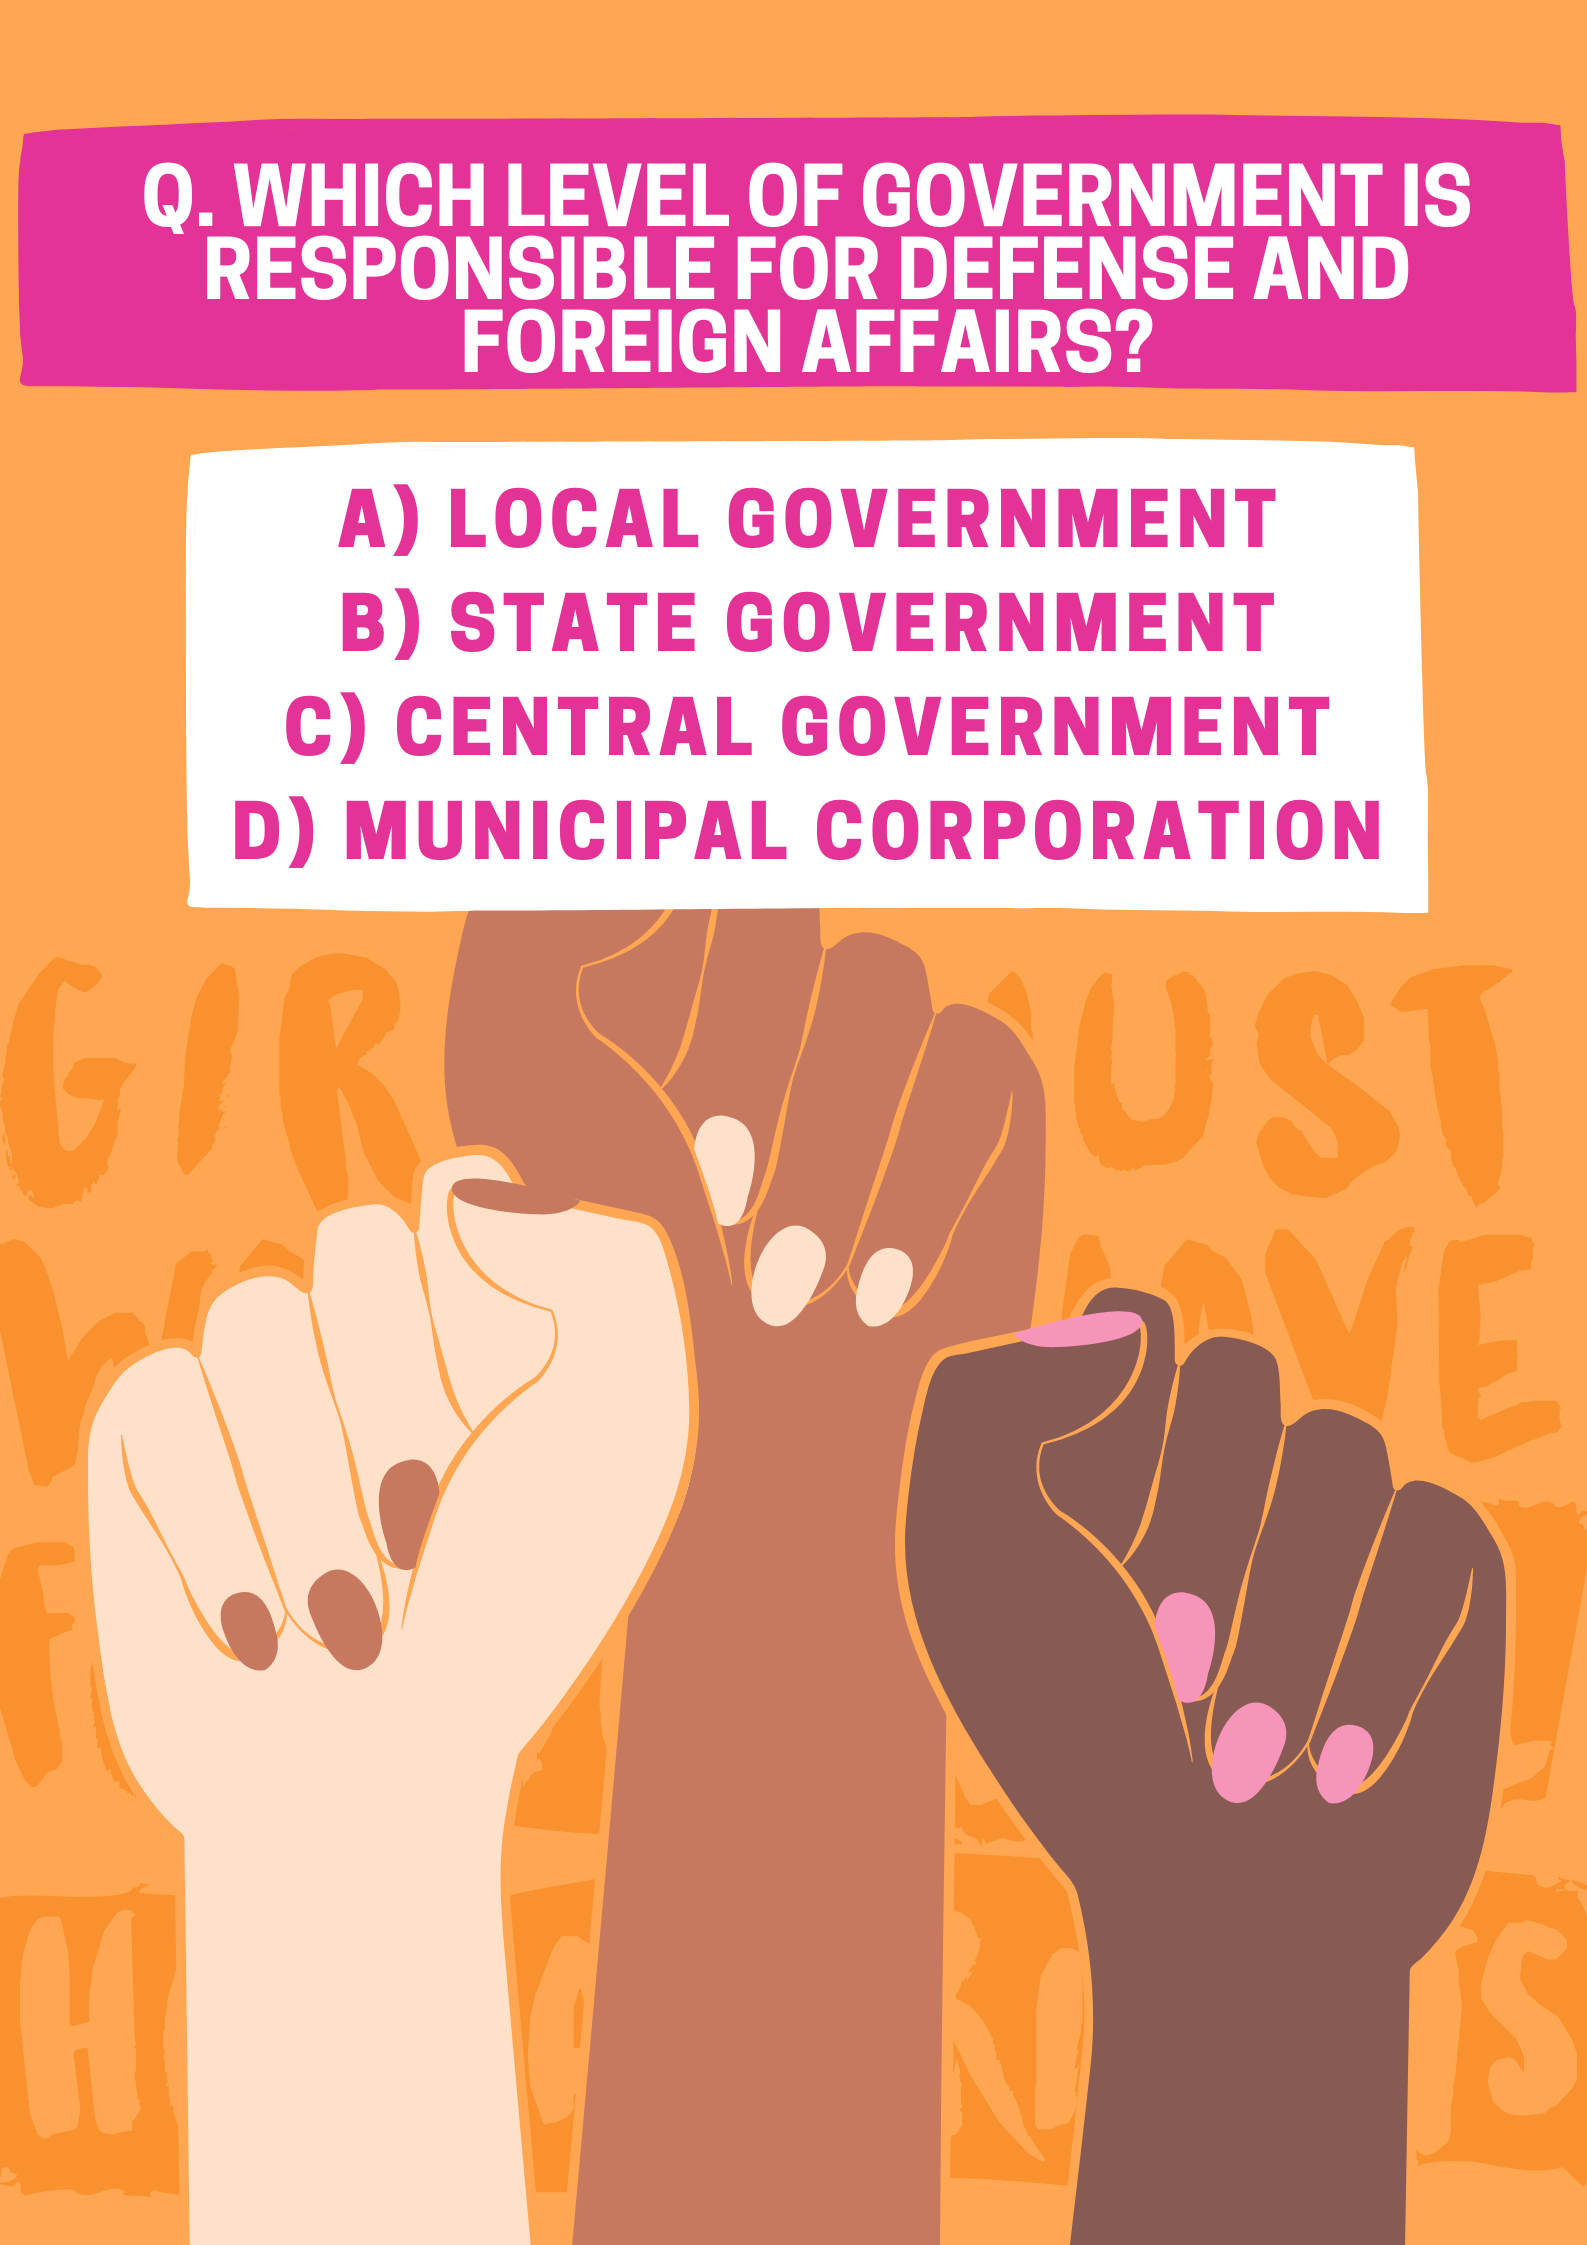 Q. WHICH LEVEL OF GOVERNMENT IS
RESPONSIBLE FOR DEFENSE AND
FOREIGN AFFAIRS?
A) LOCAL GOVERNMENT
B) STATE GOVERNMENT
C) CENTRAL GOVERNMENT
D) MUNICIPAL CORPORATION